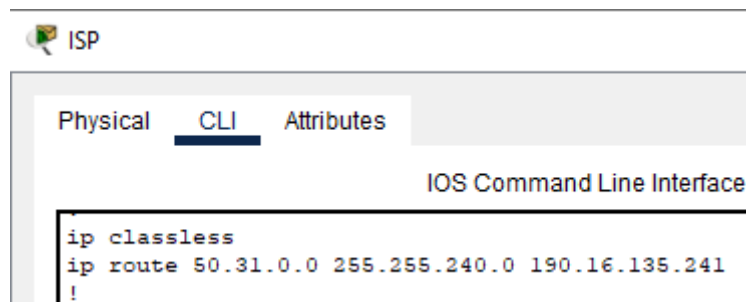 ISP
Physical CLI Attributes
IOS Command Line Interface
ip classless
ip route 50.31.0.0 255.255.240.0 190.16.135.241
!